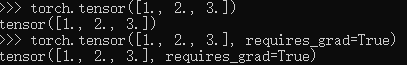 >>> torch.tensor([1., 2., 3.])
tensor([1., 2., 3.])
>>> torch.tensor([1., 2., 3.], requires_grad=True)
tensor([1., 2., 3.], requires_grad=True)